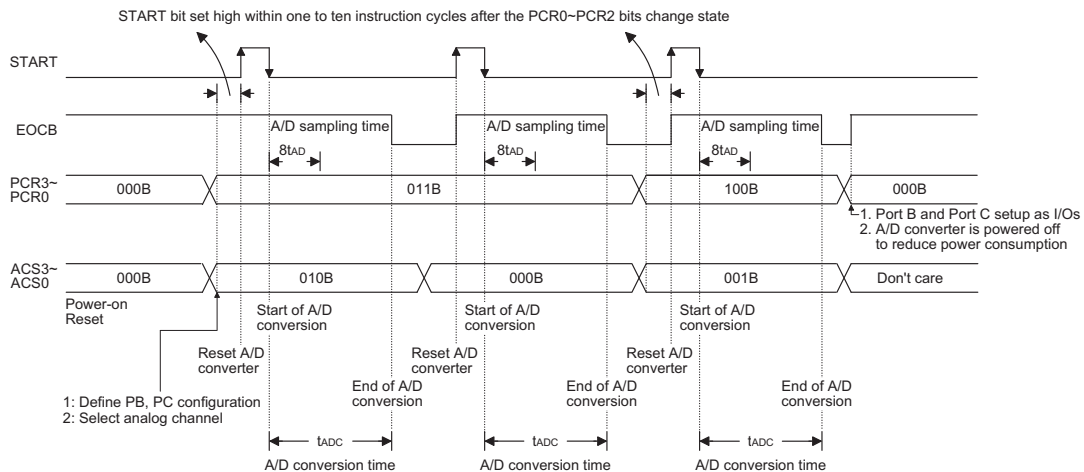 START bit set high within one to ten instruction cycles after the PCR0~PCR2 bits change state
START
EOCB
A/D sampling time
A/D sampling time
A/D sampling time
8tAD
8tAD
8tAD
PCR3~
PCR0
000B
011B
100B
000B
1. Port B and Port C setup as I/Os
2. A/D converter is powered off
to reduce power consumption
ACS3~
ACS0
000B
010B
000B
001B
Don't care
Power-on
Reset
Start of A/D
conversion
Start of A/D
conversion
Start of A/D
conversion
Reset A/D
converter
Reset A/D
converter
Reset A/D
converter
1: Define PB, PC configuration
2: Select analog channel
End of A/D
conversion
End of A/D
conversion
End of A/D
conversion
tADC
tADC
tADC
A/D conversion time
A/D conversion time
A/D conversion time